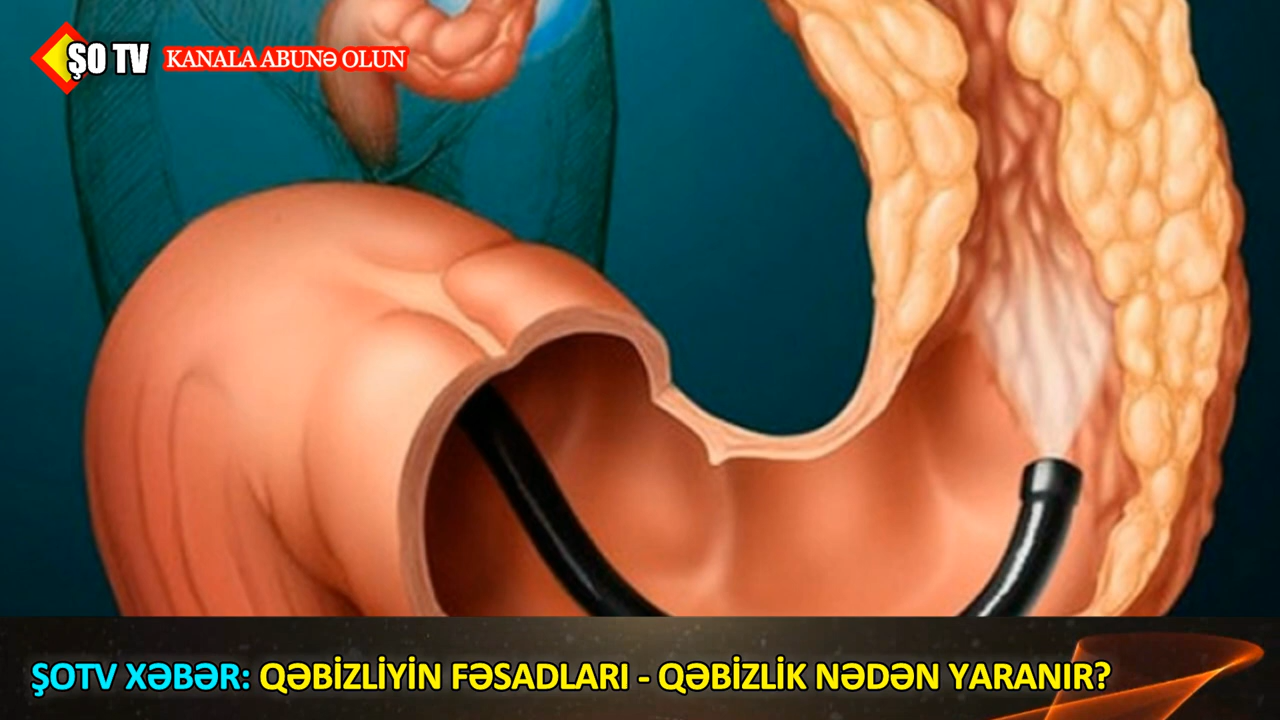 ŞO TV KANALA ABUNƏ OLUN
ŞOTV XƏBƏR: QƏBİZLİYİN FƏSADLARI - QƏBİZLİK NƏDƏN YARANIR?